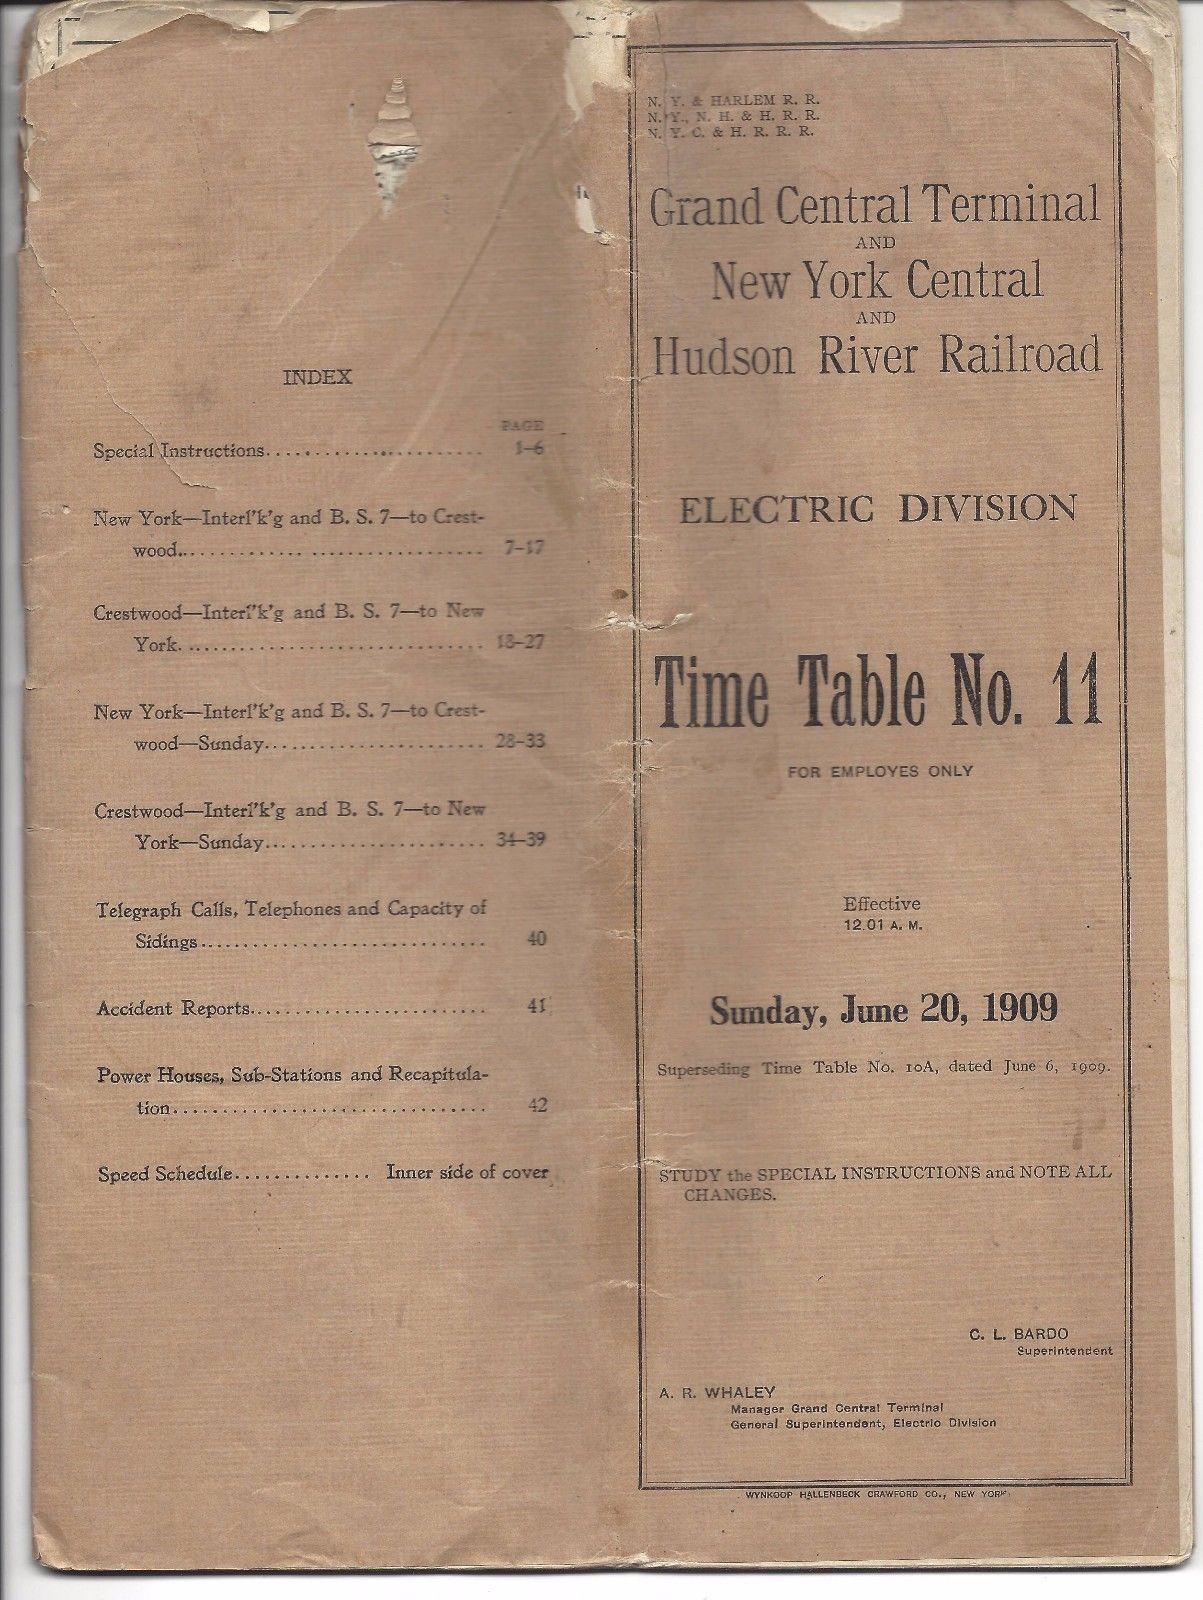 INDEX
PAGE
Special Instructions........................ 1-6
New York—Interl'k'g and B. S. 7—to Crest-
wood............................... 7-17
Crestwood—Interl'k'g and B. S. 7—to New
York................................ 18-27
New York—Interl'k'g and B. S. 7—to Crest-
wood—Sunday....................... 28-33
Crestwood—Interl'k'g and B. S. 7—to New
York—Sunday....................... 34-39
Telegraph Calls, Telephones and Capacity of
Sidings............................. 40
Accident Reports........................ 41
Power Houses, Sub-Stations and Recapitula-
tion................................ 42
Speed Schedule.............. Inner side of cover
N. Y. & HARLEM R. R.
N. Y., N. H. & H. R. R.
N. Y. C. & H. R. R. R.
Grand Central Terminal
AND
New York Central
AND
Hudson River Railroad
ELECTRIC DIVISION
Time Table No. 11
FOR EMPLOYES ONLY
Effective
12.01 A. M.
Sunday, June 20, 1909
Superseding Time Table No. 10A, dated June 6, 1909.
STUDY the SPECIAL INSTRUCTIONS and NOTE ALL
CHANGES.
C. L. BARDO
Superintendent
A. R. WHALEY
Manager Grand Central Terminal
General Superintendent, Electric Division
WYNKOOP HALLENBECK CRAWFORD CO., NEW YORK.